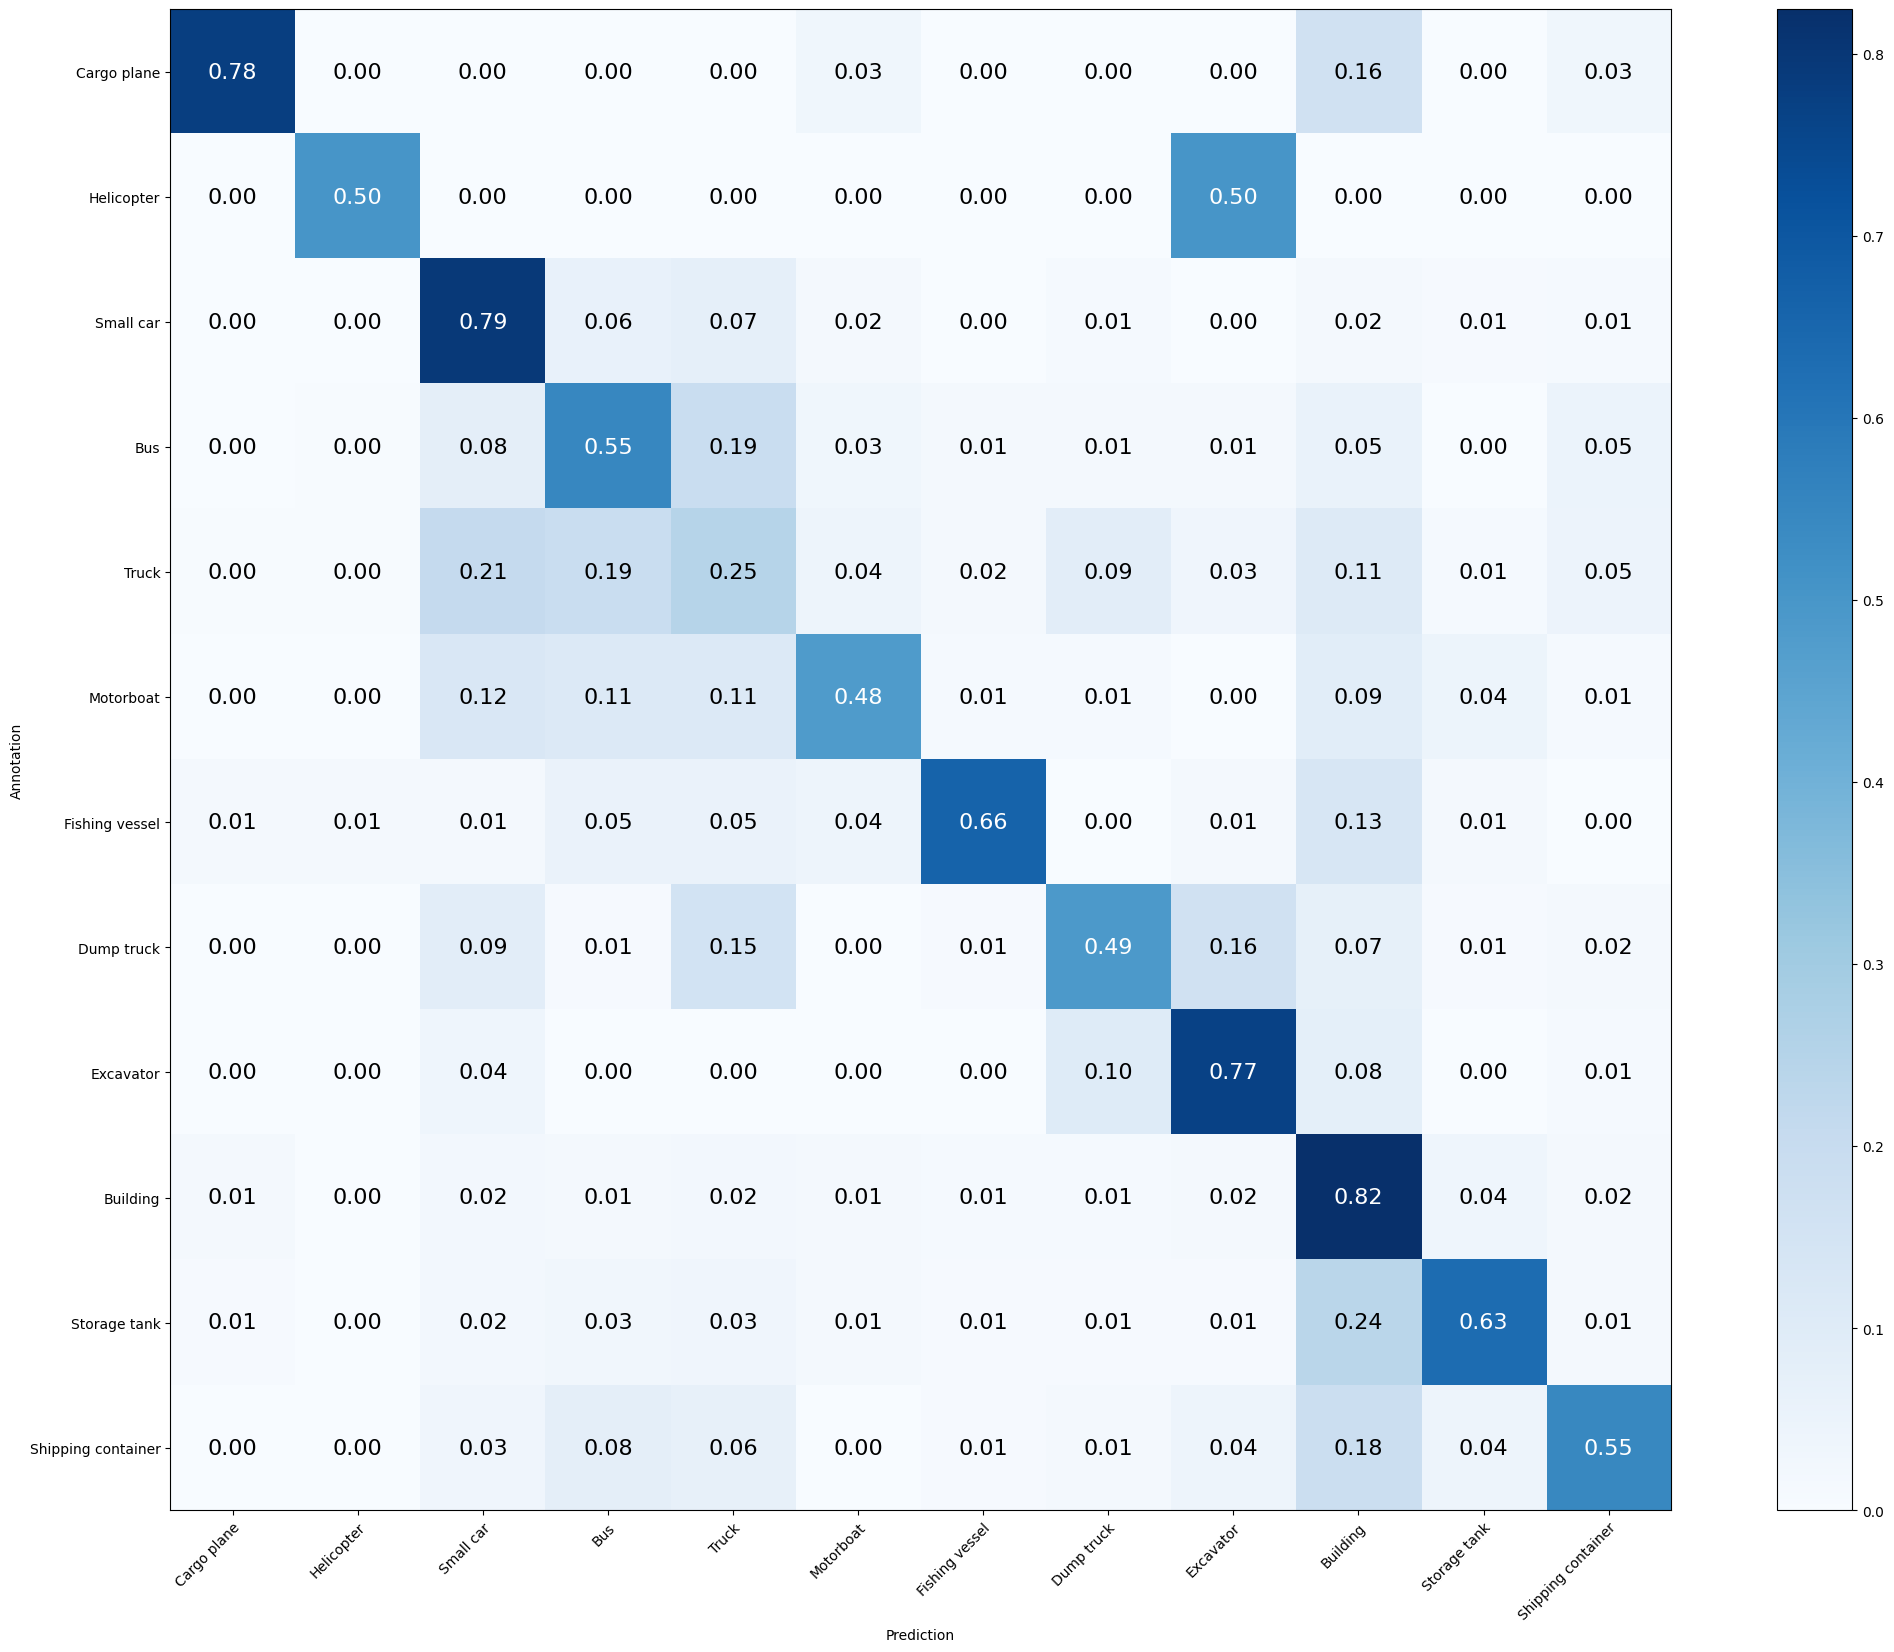 Cargo plane 0.78 0.00 0.00 0.00 0.00 0.03 0.00 0.00 0.00 0.16 0.00 0.03
Helicopter 0.00 0.50 0.00 0.00 0.00 0.00 0.00 0.00 0.50 0.00 0.00 0.00
Small car 0.00 0.00 0.79 0.06 0.07 0.02 0.00 0.01 0.00 0.02 0.01 0.01
Bus 0.00 0.00 0.08 0.55 0.19 0.03 0.01 0.01 0.01 0.05 0.00 0.05
Truck 0.00 0.00 0.21 0.19 0.25 0.04 0.02 0.09 0.03 0.11 0.01 0.05
Motorboat 0.00 0.00 0.12 0.11 0.11 0.48 0.01 0.01 0.00 0.09 0.04 0.01
Fishing vessel 0.01 0.01 0.01 0.05 0.05 0.04 0.66 0.00 0.01 0.13 0.01 0.00
Dump truck 0.00 0.00 0.09 0.01 0.15 0.00 0.01 0.49 0.16 0.07 0.01 0.02
Excavator 0.00 0.00 0.04 0.00 0.00 0.00 0.00 0.10 0.77 0.08 0.00 0.01
Building 0.01 0.00 0.02 0.01 0.02 0.01 0.01 0.01 0.02 0.82 0.04 0.02
Storage tank 0.01 0.00 0.02 0.03 0.03 0.01 0.01 0.01 0.01 0.24 0.63 0.01
Shipping container 0.00 0.00 0.03 0.08 0.06 0.00 0.01 0.01 0.04 0.18 0.04 0.55
Annotation
Cargo plane Helicopter Small car Bus Truck Motorboat Fishing vessel Dump truck Excavator Building Storage tank Shipping container
Prediction
0.8
0.7
0.6
0.5
0.4
0.3
0.2
0.1
0.0